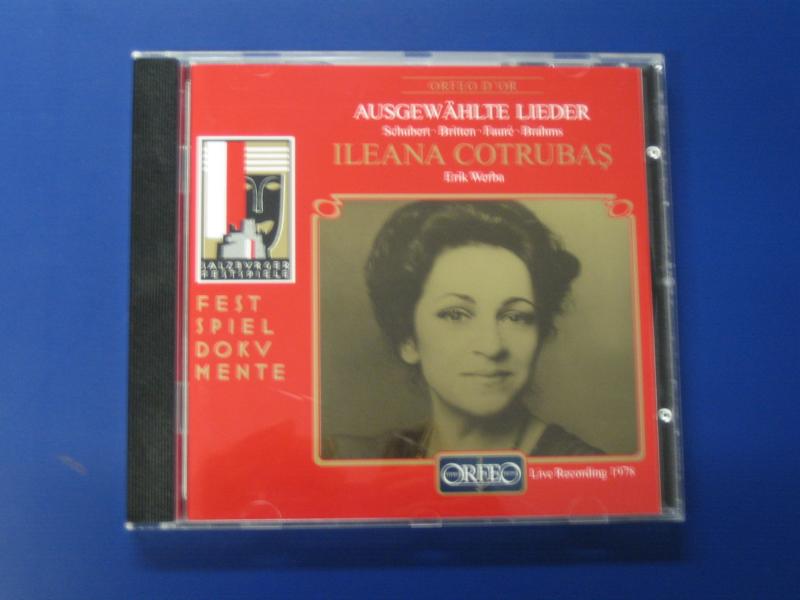 ORFEO D'OR
AUSGEWÄHLTE LIEDER
Schubert · Britten · Fauré · Brahms
ILEANA COTRUBAŞ
Erik Werba
SALZBURGER
FESTSPIELE
FEST
SPIEL
DOKV
MENTE
ORFEO
Live Recording 1978